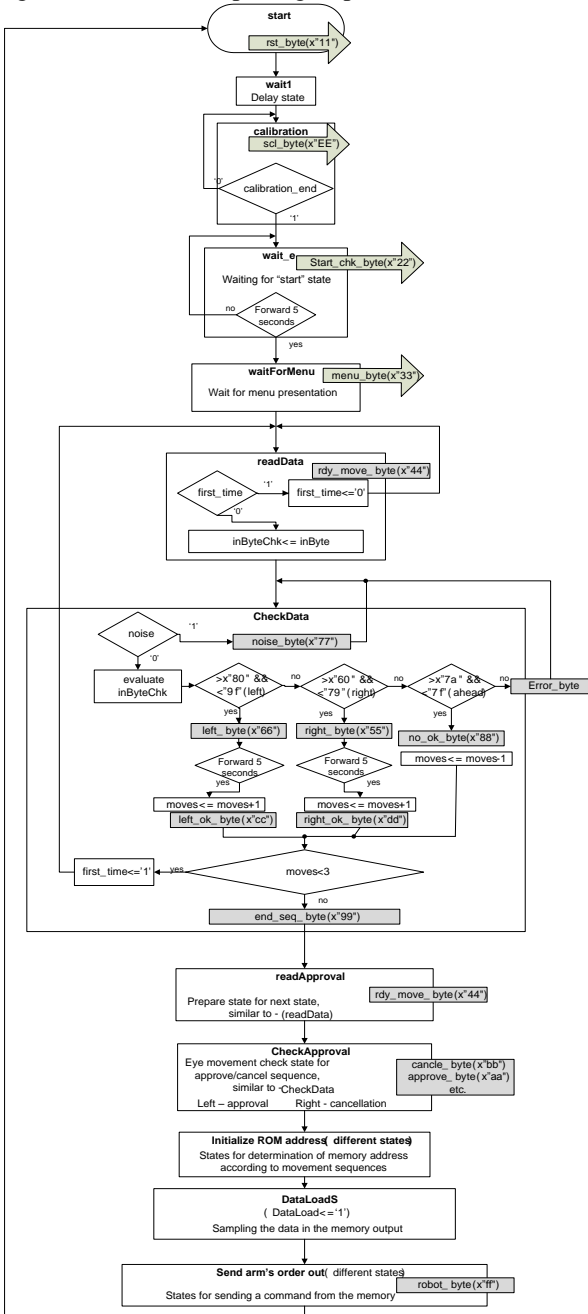 start
rst_byte(x"11")
wait1
Delay state
calibration
scl_byte(x"EE")
'0'
calibration_end
'1'
wait_e
Start_chk_byte(x"22")
Waiting for "start" state
no
Forward 5
seconds
yes
waitForMenu
menu_byte(x"33")
Wait for menu presentation
readData
rdy_move_byte(x"44")
first_time
'1'
first_time<='0'
'0'
inByteChk<= inByte
CheckData
noise
'1'
noise_byte(x"77")
'0'
evaluate
inByteChk
>x"80" &&
<"9f"(left)
no
>x"60" &&
<"79"(right)
no
>x"7a" &&
<"7f"(ahead)
no
Error_byte
yes
yes
yes
left_byte(x"66")
right_byte(x"55")
no_ok_byte(x"88")
Forward 5
seconds
Forward 5
seconds
moves<= moves-1
yes
yes
moves<= moves+1
moves<= moves+1
left_ok_byte(x"cc")
right_ok_byte(x"dd")
first_time<='1'
yes
moves<3
no
end_seq_byte(x"99")
readApproval
rdy_move_byte(x"44")
Prepare state for next state,
similar to - (readData)
CheckApproval
Eye movement check state for
approve/cancel sequence,
similar to -CheckData
Left – approval Right - cancellation
cancle_byte(x"bb")
approve_byte(x"aa")
etc.
Initialize ROM address( different states)
States for determination of memory address
according to movement sequences
DataLoadS
( DataLoad<='1')
Sampling the data in the memory output
Send arm's order out( different states)
robot_byte(x"ff")
States for sending a command from the memory